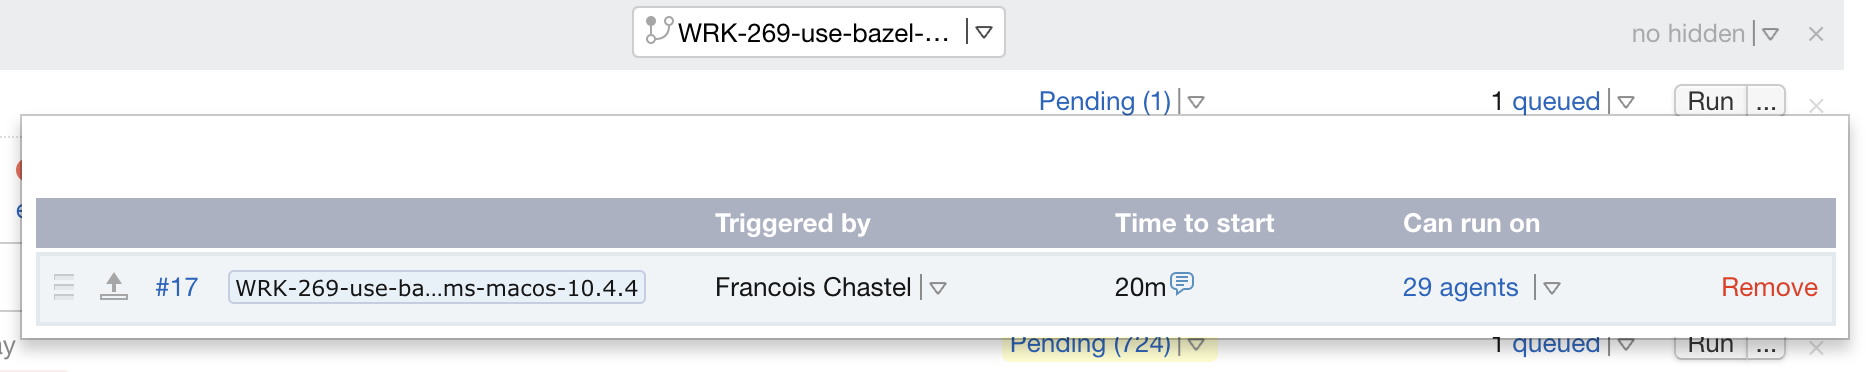 WRK-269-use-bazel-...
no hidden
Pending (1)
1 queued
Run ...
Triggered by Time to start Can run on
#17 WRK-269-use-ba...ms-macos-10.4.4 Francois Chastel 20m 29 agents Remove
ay Pending (724) 1 queued Run ...